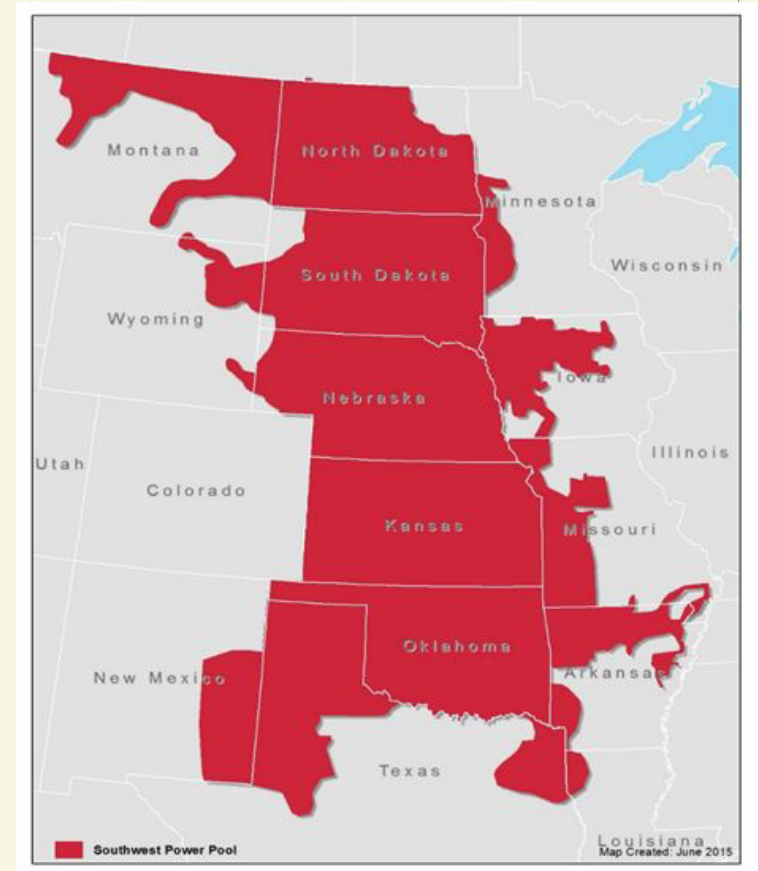 Montana
North Dakota
Minnesota
South Dakota
Wisconsin
Wyoming
Iowa
Nebraska
Illinois
Utah
Colorado
Kansas
Missouri
Oklahoma
New Mexico
Arkansas
Texas
Louisiana
Southwest Power Pool
Map Created: June 2015